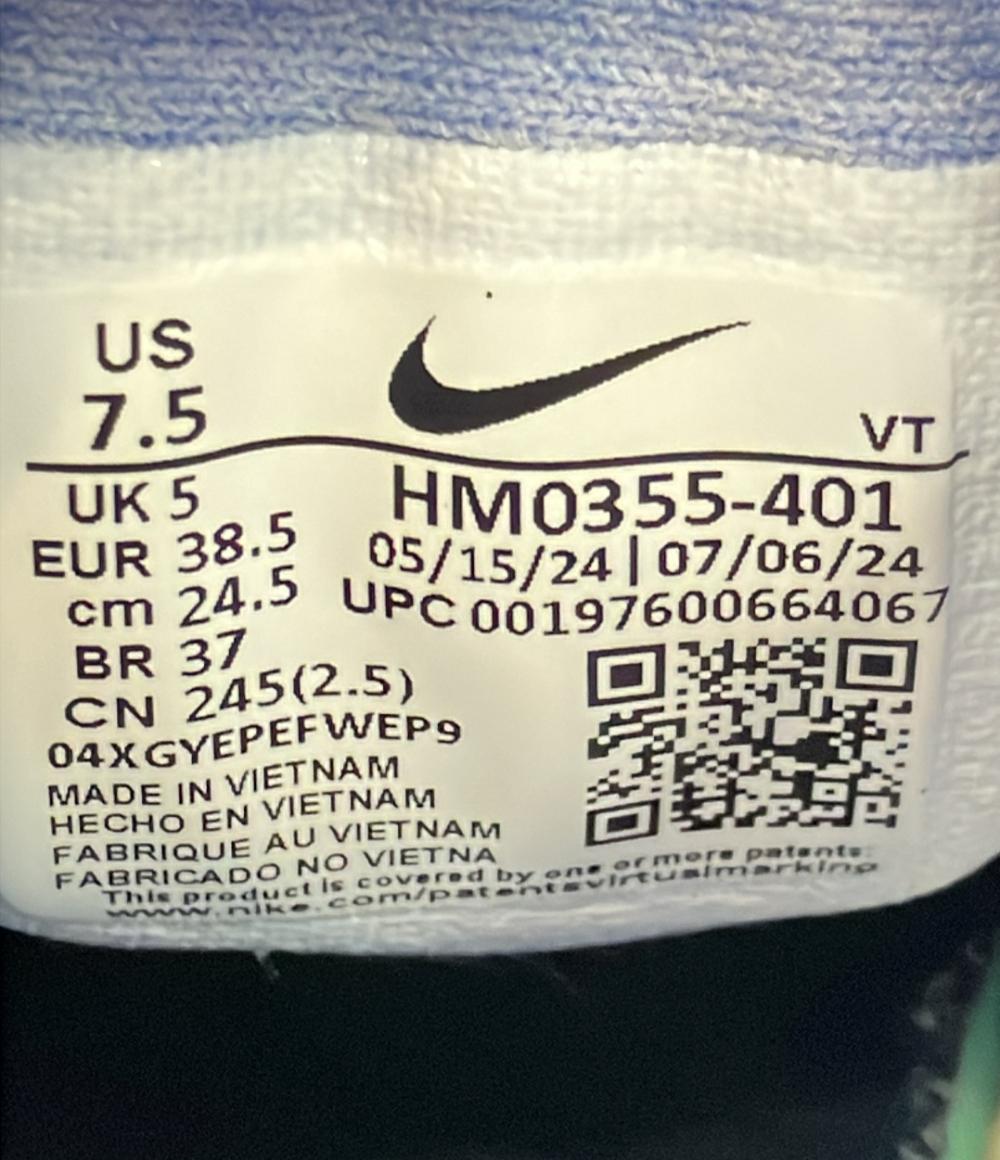 US
7.5
VT
UK 5
EUR 38.5
cm 24.5
BR 37
CN 245(2.5)
HM0355-401
05/15/24 | 07/06/24
UPC 00197600664067
04XGYEPEFWEP9
MADE IN VIETNAM
HECHO EN VIETNAM
FABRIQUE AU VIETNAM
FABRICADO NO VIETNA
This product is covered by one or more patents:
www.nike.com/patentsvirtualmarking